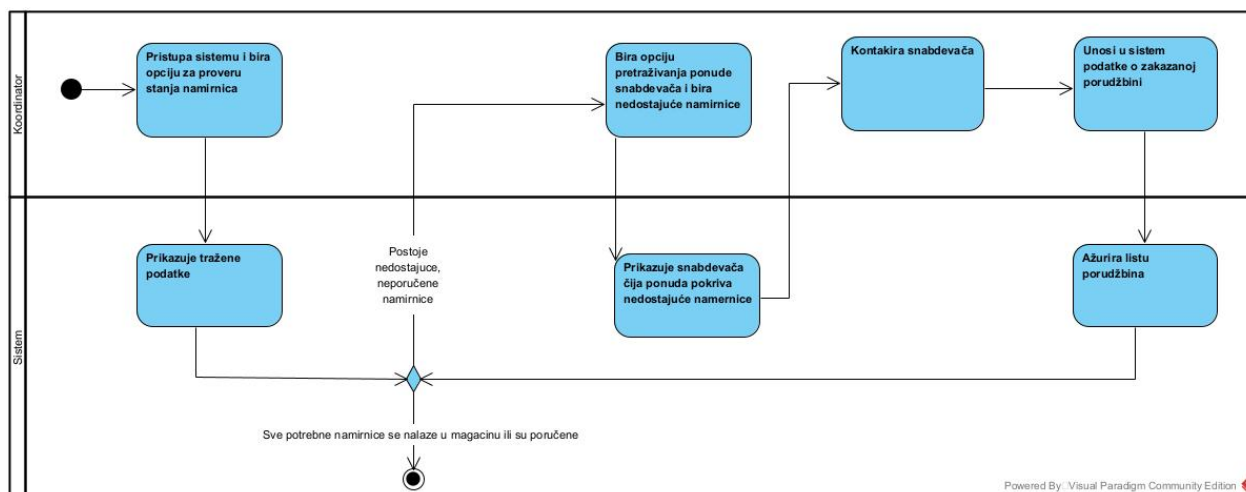 Koordinator
Pristupa sistemu i bira
opciju za proveru
stanja namirnica
Bira opciju
pretraživanja ponude
snabdevača i bira
nedostajuće namirnice
Kontakira snabdevača
Unosi u sistem
podatke o zakazanoj
porudžbini
Sistem
Prikazuje tražene
podatke
Postoje
nedostajuce,
neporučene
namirnice
Prikazuje snabdevača
čija ponuda pokriva
nedostajuće namernice
Ažurira listu
porudžbina
Sve potrebne namirnice se nalaze u magacinu ili su poručene
Powered By Visual Paradigm Community Edition